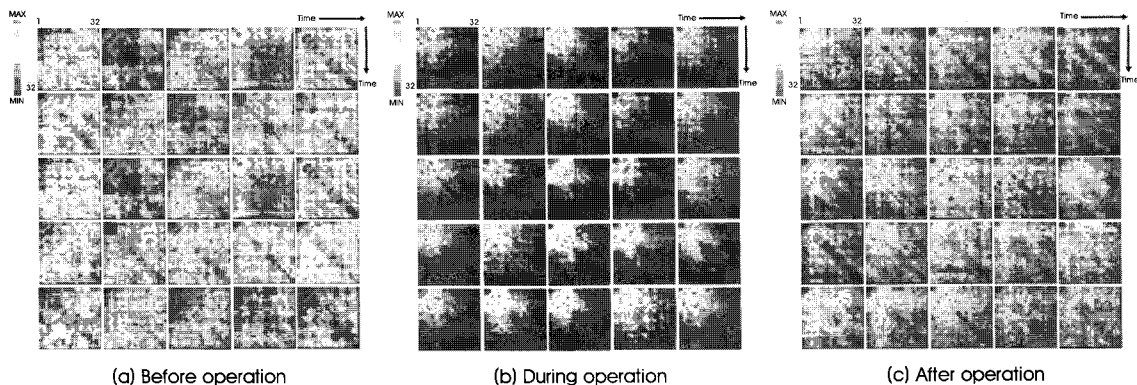 MAX
1
32
Time
MIN
32
Time
(a) Before operation
MAX
1
32
Time
MIN
32
Time
(b) During operation
MAX
1
32
Time
MIN
32
Time
(c) After operation